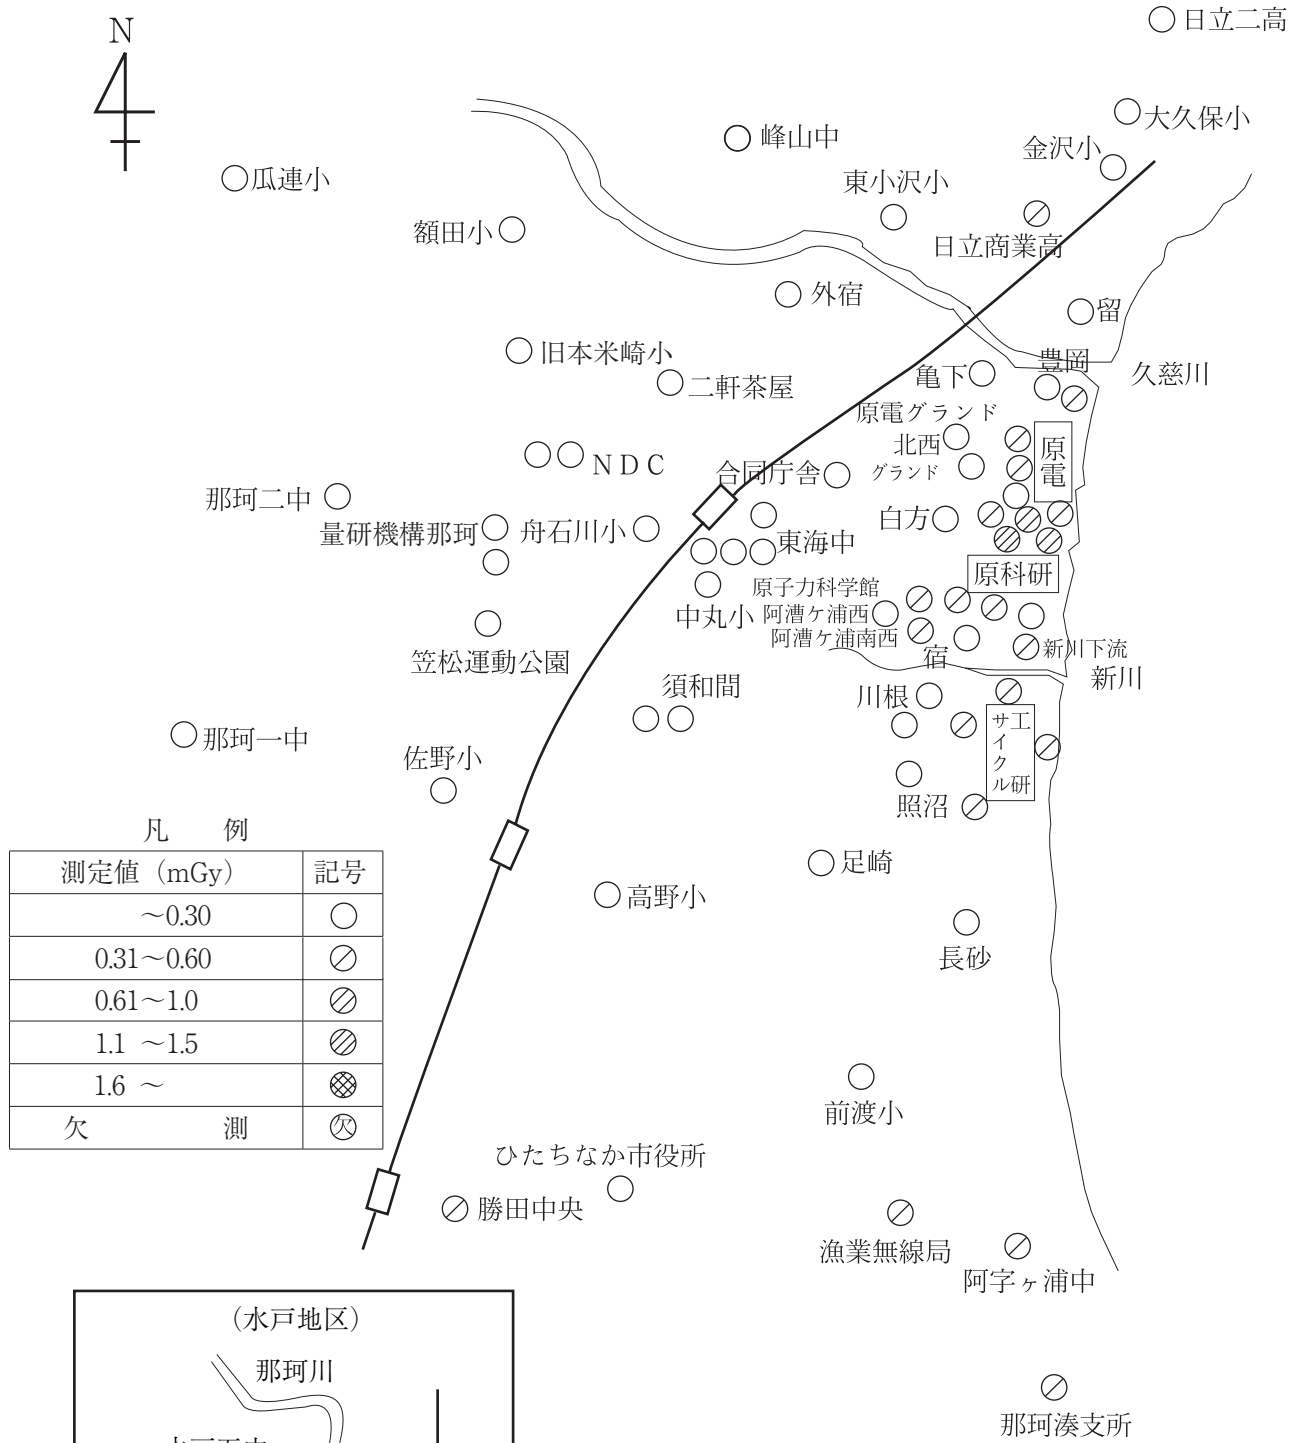 日立二高
N
大久保小
峰山中
金沢小
瓜連小
東小沢小
額田小
日立商業高
外宿
留
旧本米崎小
豊岡
久慈川
亀下
二軒茶屋
原電グランド
北西
原電
NDC
合同庁舎
グランド
那珂二中
量研機構那珂
舟石川小
白方
東海中
原科研
原子力科学館
中丸小
阿漕ケ浦西
阿漕ケ浦南西
宿
新川下流
笠松運動公園
新川
須和間
川根
サイクル工研
那珂一中
佐野小
照沼
凡 例
測定値(mGy) 記号
~0.30
0.31~0.60
0.61~1.0
1.1 ~1.5
1.6 ~
欠 測 欠
足崎
高野小
長砂
前渡小
ひたちなか市役所
勝田中央
漁業無線局
阿字ヶ浦中
(水戸地区)
那珂川
那珂湊支所